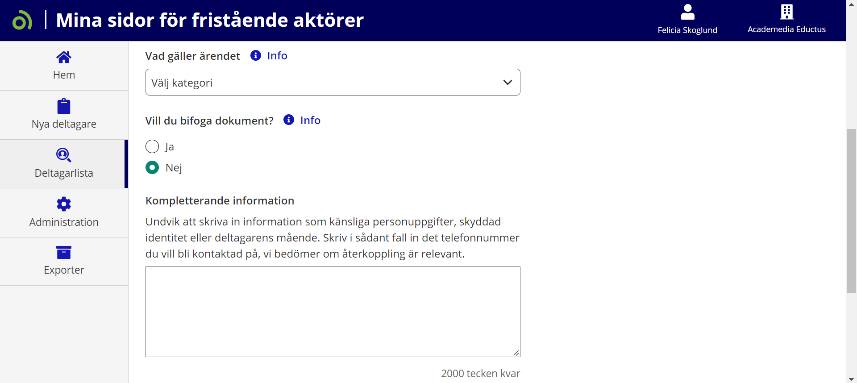 Mina sidor för fristående aktörer
Felicia Skoglund
Academedia Eductus
Hem
Nya deltagare
Deltagarlista
Administration
Exporter
Vad gäller ärendet Info
Välj kategori
Vill du bifoga dokument? Info
Ja
Nej
Kompletterande information
Undvik att skriva in information som känsliga personuppgifter, skyddad
identitet eller deltagarens mående. Skriv i sådant fall in det telefonnummer
du vill bli kontaktad på, vi bedömer om återkoppling är relevant.
2000 tecken kvar